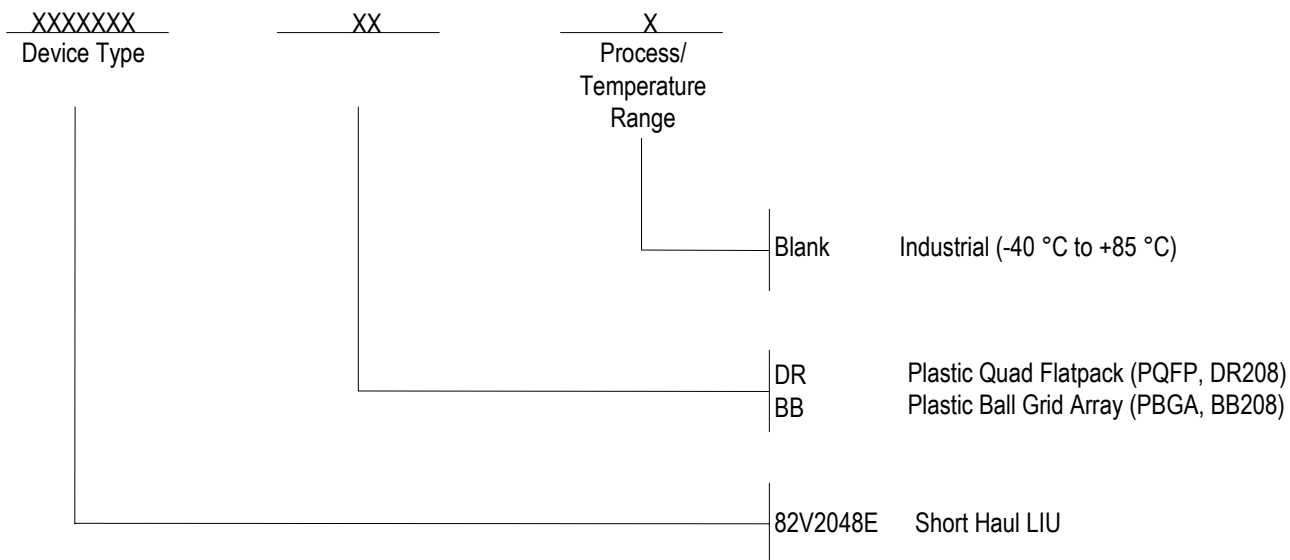 XXXXXXX XX X
Device Type Process/
Temperature
Range
Blank Industrial (-40 °C to +85 °C)
DR Plastic Quad Flatpack (PQFP, DR208)
BB Plastic Ball Grid Array (PBGA, BB208)
82V2048E Short Haul LIU